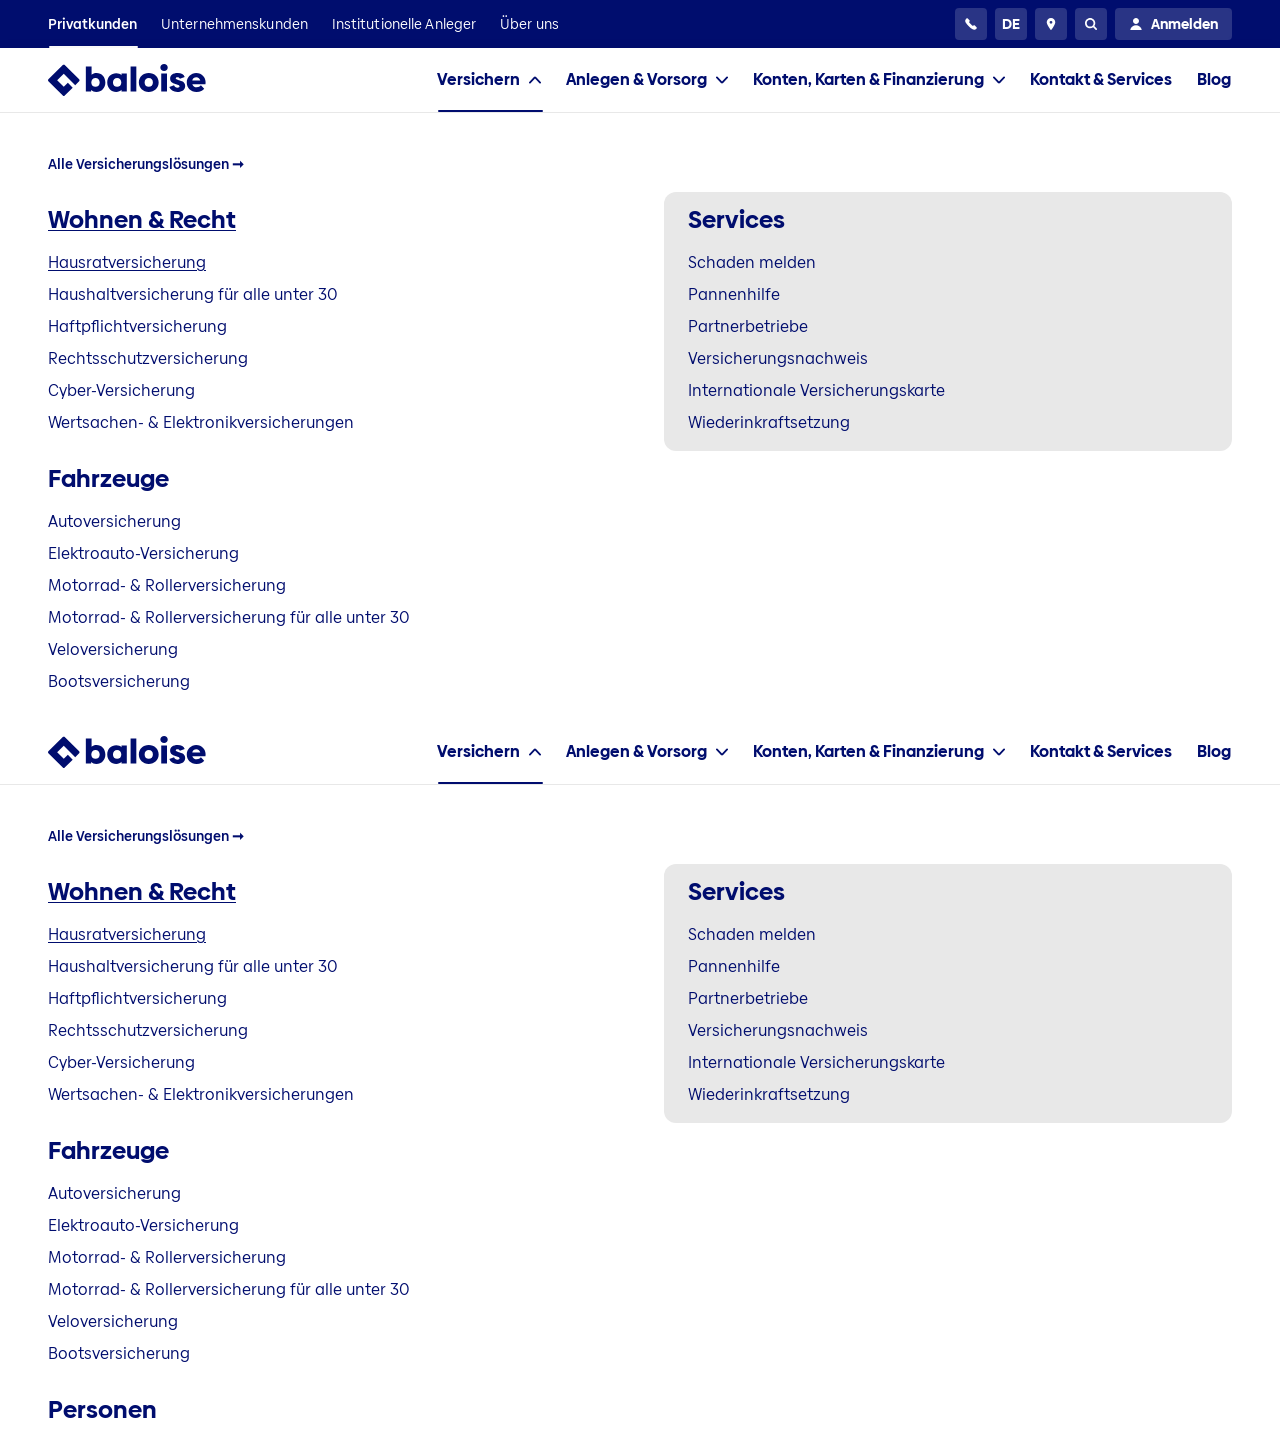 Privatkunden Unternehmenskunden Institutionelle Anleger Über uns DE Anmelden
baloise Versichern Anlegen & Vorsorg Konten, Karten & Finanzierung Kontakt & Services Blog
Alle Versicherungslösungen ➞
Wohnen & Recht
Hausratversicherung
Haushaltversicherung für alle unter 30
Haftpflichtversicherung
Rechtsschutzversicherung
Cyber-Versicherung
Wertsachen- & Elektronikversicherungen
Services
Schaden melden
Pannenhilfe
Partnerbetriebe
Versicherungsnachweis
Internationale Versicherungskarte
Wiederinkraftsetzung
Fahrzeuge
Autoversicherung
Elektroauto-Versicherung
Motorrad- & Rollerversicherung
Motorrad- & Rollerversicherung für alle unter 30
Veloversicherung
Bootsversicherung
baloise Versichern Anlegen & Vorsorg Konten, Karten & Finanzierung Kontakt & Services Blog
Alle Versicherungslösungen ➞
Wohnen & Recht
Hausratversicherung
Haushaltversicherung für alle unter 30
Haftpflichtversicherung
Rechtsschutzversicherung
Cyber-Versicherung
Wertsachen- & Elektronikversicherungen
Services
Schaden melden
Pannenhilfe
Partnerbetriebe
Versicherungsnachweis
Internationale Versicherungskarte
Wiederinkraftsetzung
Fahrzeuge
Autoversicherung
Elektroauto-Versicherung
Motorrad- & Rollerversicherung
Motorrad- & Rollerversicherung für alle unter 30
Veloversicherung
Bootsversicherung
Personen